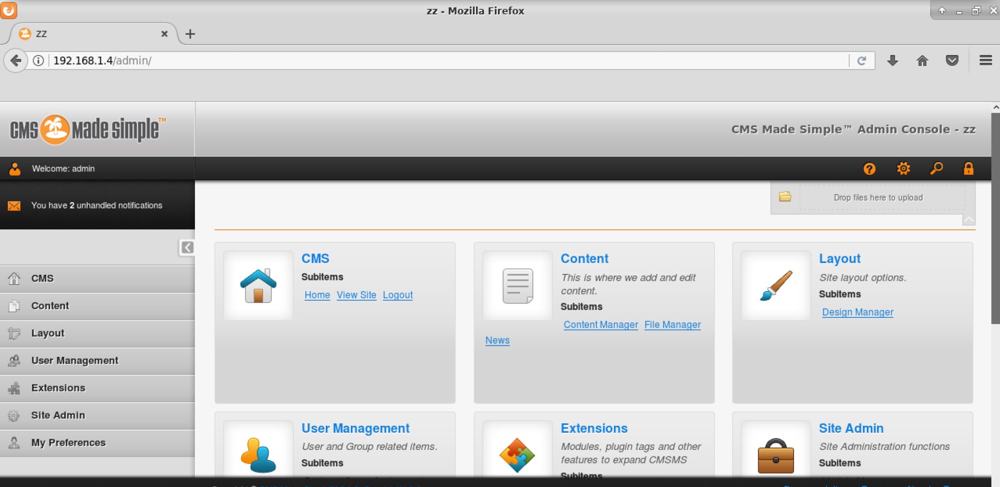 zz - Mozilla Firefox
zz
192.168.1.4/admin/
CMS Made Simple™
CMS Made Simple™ Admin Console - zz
Welcome: admin
You have 2 unhandled notifications
Drop files here to upload
CMS
Content
Layout
User Management
Extensions
Site Admin
My Preferences
CMS
Subitems
Home View Site Logout
Content
This is where we add and edit
content.
Subitems
Content Manager File Manager
News
Layout
Site layout options.
Subitems
Design Manager
User Management
User and Group related items.
Subitems
Extensions
Modules, plugin tags and other
features to expand CMSMS
Subitems
Site Admin
Site Administration functions
Subitems